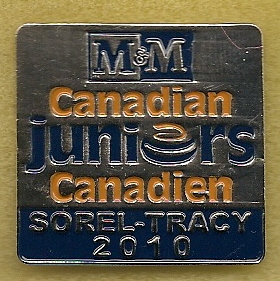 M&M
Canadian
juniors
Canadien
SOREL-TRACY
2010